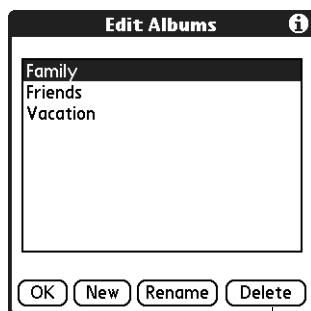 Edit Albums i
Family
Friends
Vacation
OK New Rename Delete